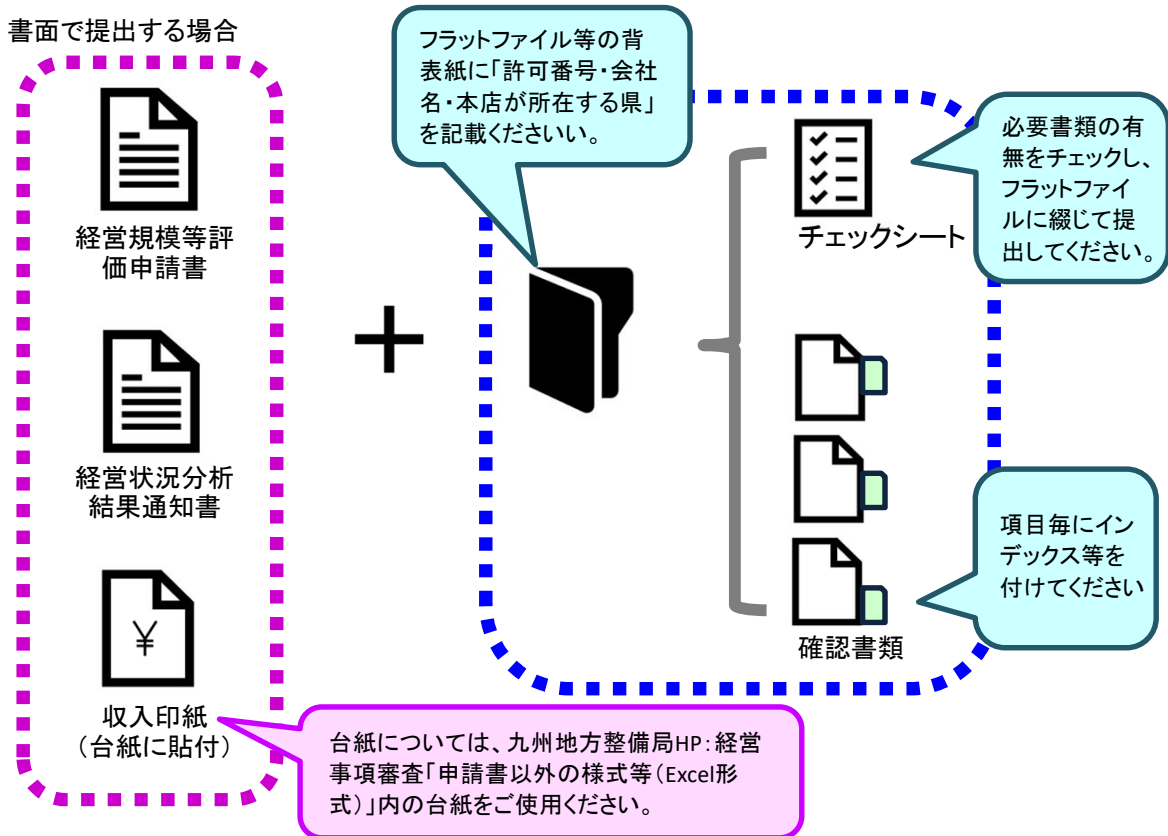 書面で提出する場合
経営規模等評
価申請書
経営状況分析
結果通知書
¥
収入印紙
（台紙に貼付）
台紙については、九州地方整備局HP：経営
事項審査「申請書以外の様式等（Excel形
式）」内の台紙をご使用ください。
フラットファイル等の背
表紙に「許可番号・会社
名・本店が所在する県」
を記載くださいい。
チェックシート
必要書類の有
無をチェックし、
フラットファイ
ルに綴じて提
出してください。
項目毎にイン
デックス等を
付けてください
確認書類